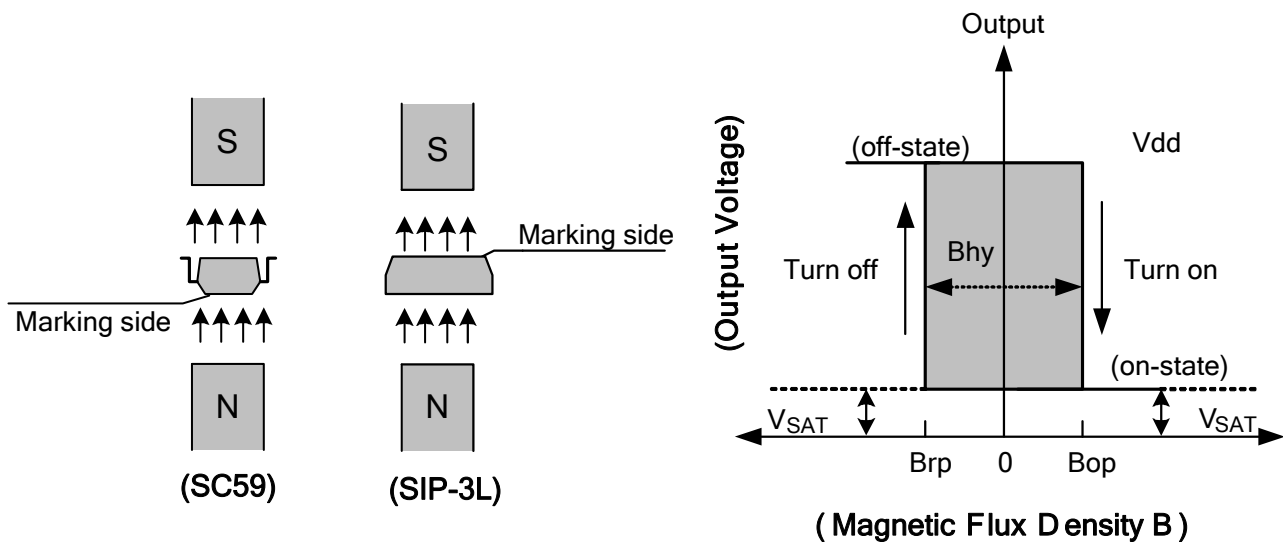 S
N
Marking side
(SC59)
S
N
Marking side
(SIP-3L)
Output
(Output Voltage)
(off-state)
Vdd
Bhy
Turn off
Turn on
(on-state)
VSAT
VSAT
Brp
0
Bop
( Magnetic Flux Density B )